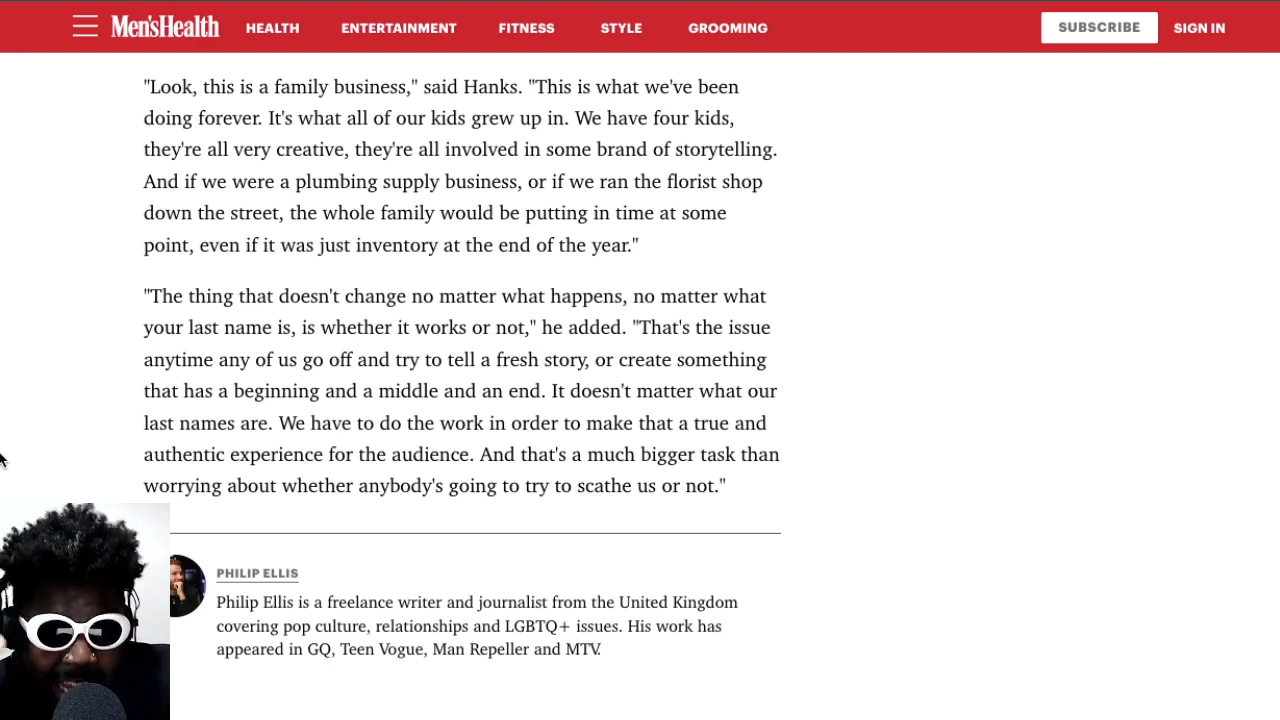 Men'sHealth HEALTH ENTERTAINMENT FITNESS STYLE GROOMING SUBSCRIBE SIGN IN
"Look, this is a family business," said Hanks. "This is what we've been
doing forever. It's what all of our kids grew up in. We have four kids,
they're all very creative, they're all involved in some brand of storytelling.
And if we were a plumbing supply business, or if we ran the florist shop
down the street, the whole family would be putting in time at some
point, even if it was just inventory at the end of the year."
"The thing that doesn't change no matter what happens, no matter what
your last name is, is whether it works or not," he added. "That's the issue
anytime any of us go off and try to tell a fresh story, or create something
that has a beginning and a middle and an end. It doesn't matter what our
last names are. We have to do the work in order to make that a true and
authentic experience for the audience. And that's a much bigger task than
worrying about whether anybody's going to try to scathe us or not."
PHILIP ELLIS
Philip Ellis is a freelance writer and journalist from the United Kingdom
covering pop culture, relationships and LGBTQ+ issues. His work has
appeared in GQ, Teen Vogue, Man Repeller and MTV.